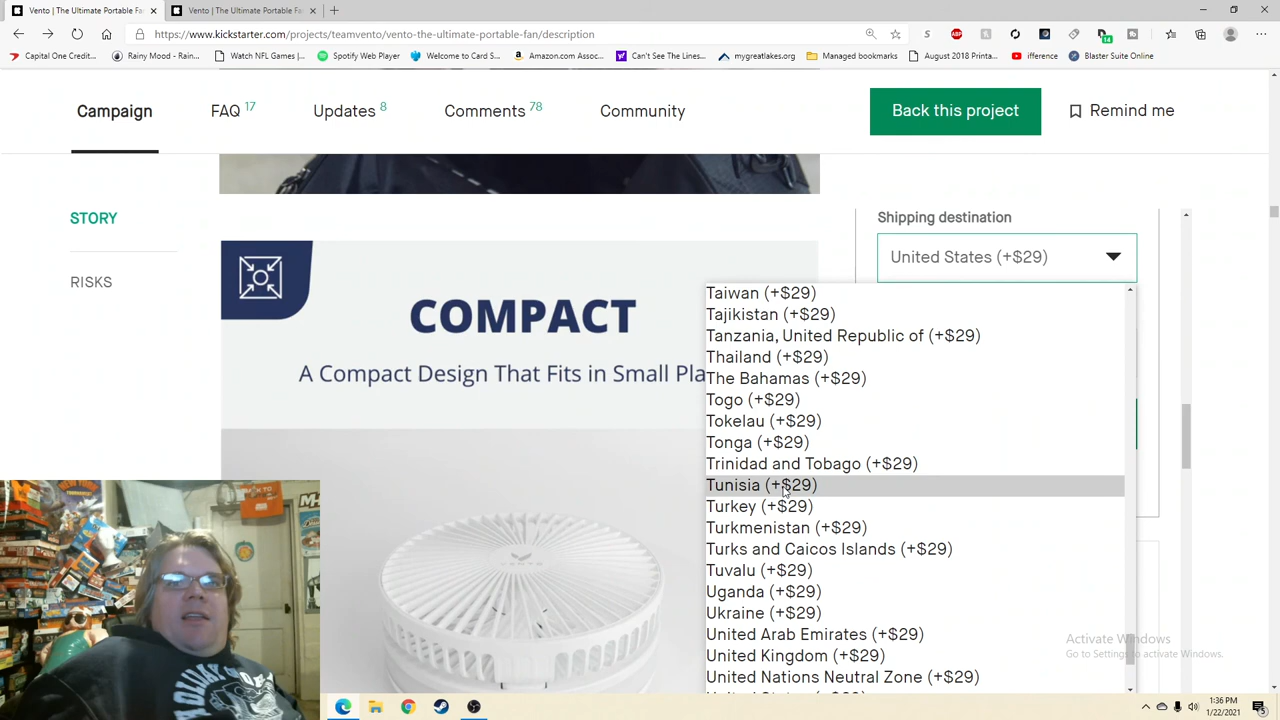 Vento | The Ultimate Portable Fa
Vento | The Ultimate Portable Fa
https://www.kickstarter.com/projects/teamvento/vento-the-ultimate-portable-fan/description
Capital One Credit...
Rainy Mood - Rain...
Watch NFL Games |...
Spotify Web Player
Welcome to Card S...
Amazon.com Assoc...
Can't See The Lines...
mygreatlakes.org
Managed bookmarks
August 2018 Printa...
ifference
Blaster Suite Online
Campaign
FAQ 17
Updates 8
Comments 78
Community
Back this project
Remind me
STORY
RISKS
COMPACT
A Compact Design That Fits in Small Pla
Shipping destination
United States (+$29)
Taiwan (+$29)
Tajikistan (+$29)
Tanzania, United Republic of (+$29)
Thailand (+$29)
The Bahamas (+$29)
Togo (+$29)
Tokelau (+$29)
Tonga (+$29)
Trinidad and Tobago (+$29)
Tunisia (+$29)
Turkey (+$29)
Turkmenistan (+$29)
Turks and Caicos Islands (+$29)
Tuvalu (+$29)
Uganda (+$29)
Ukraine (+$29)
United Arab Emirates (+$29)
United Kingdom (+$29)
United Nations Neutral Zone (+$29)
Activate Windows
Go to Settings to activate Windows.
1:36 PM
1/22/2021